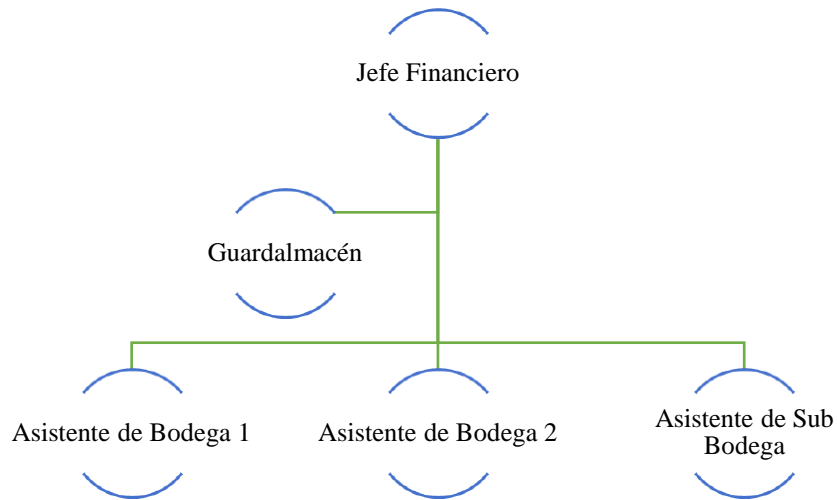 Jefe Financiero
Guardalmacén
Asistente de Bodega 1
Asistente de Bodega 2
Asistente de Sub
Bodega